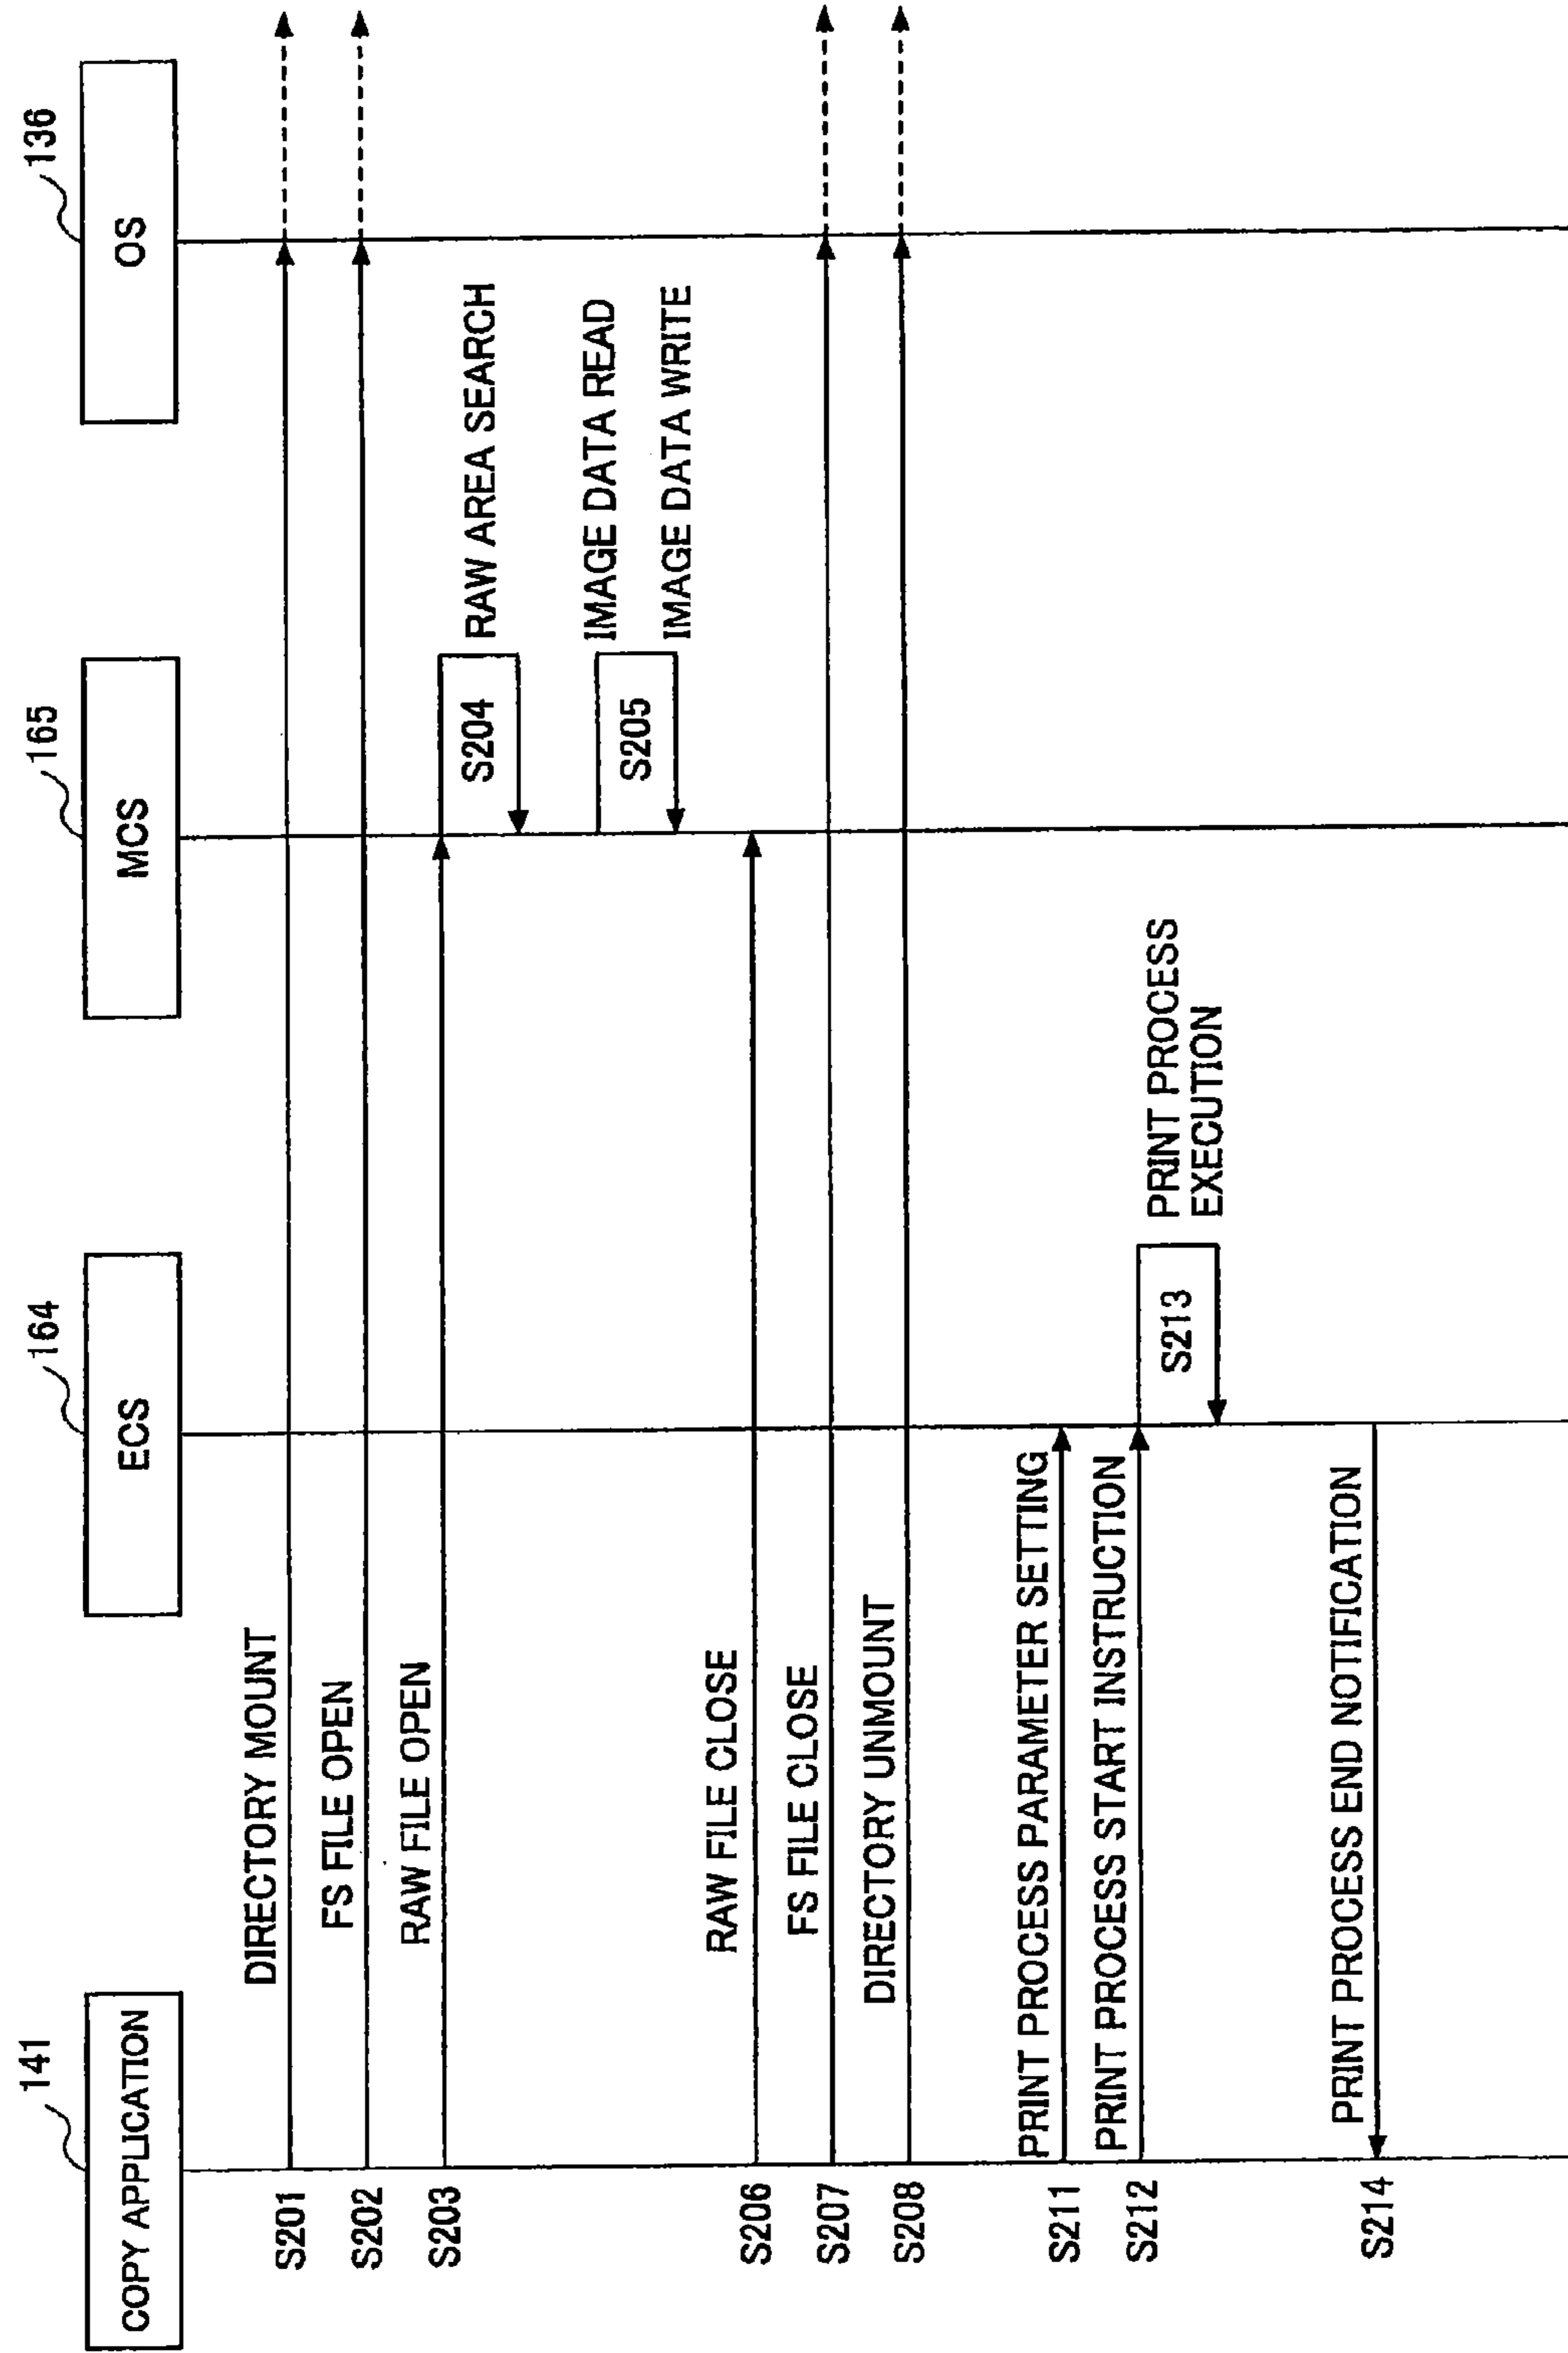 141
COPY APPLICATION
164
ECS
165
MCS
136
OS
S201
DIRECTORY MOUNT
S202
FS FILE OPEN
S203
RAW FILE OPEN
S204
RAW AREA SEARCH
S205
IMAGE DATA READ
IMAGE DATA WRITE
S206
RAW FILE CLOSE
S207
FS FILE CLOSE
S208
DIRECTORY UNMOUNT
S211
PRINT PROCESS PARAMETER SETTING
S212
PRINT PROCESS START INSTRUCTION
S213
PRINT PROCESS
EXECUTION
S214
PRINT PROCESS END NOTIFICATION